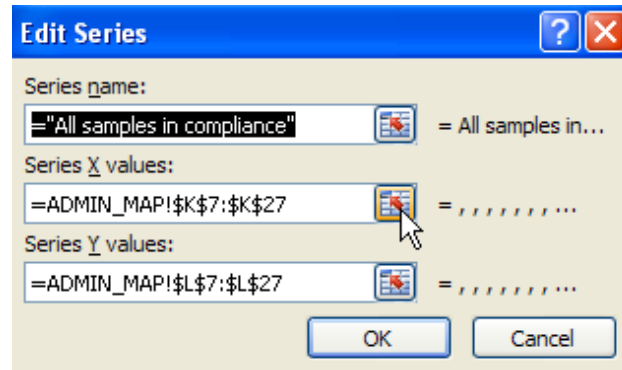 Edit Series
Series name:
="All samples in compliance" = All samples in...
Series X values:
=ADMIN_MAP!$K$7:$K$27 = , , , , , , , ...
Series Y values:
=ADMIN_MAP!$L$7:$L$27 = , , , , , , , ...
OK Cancel